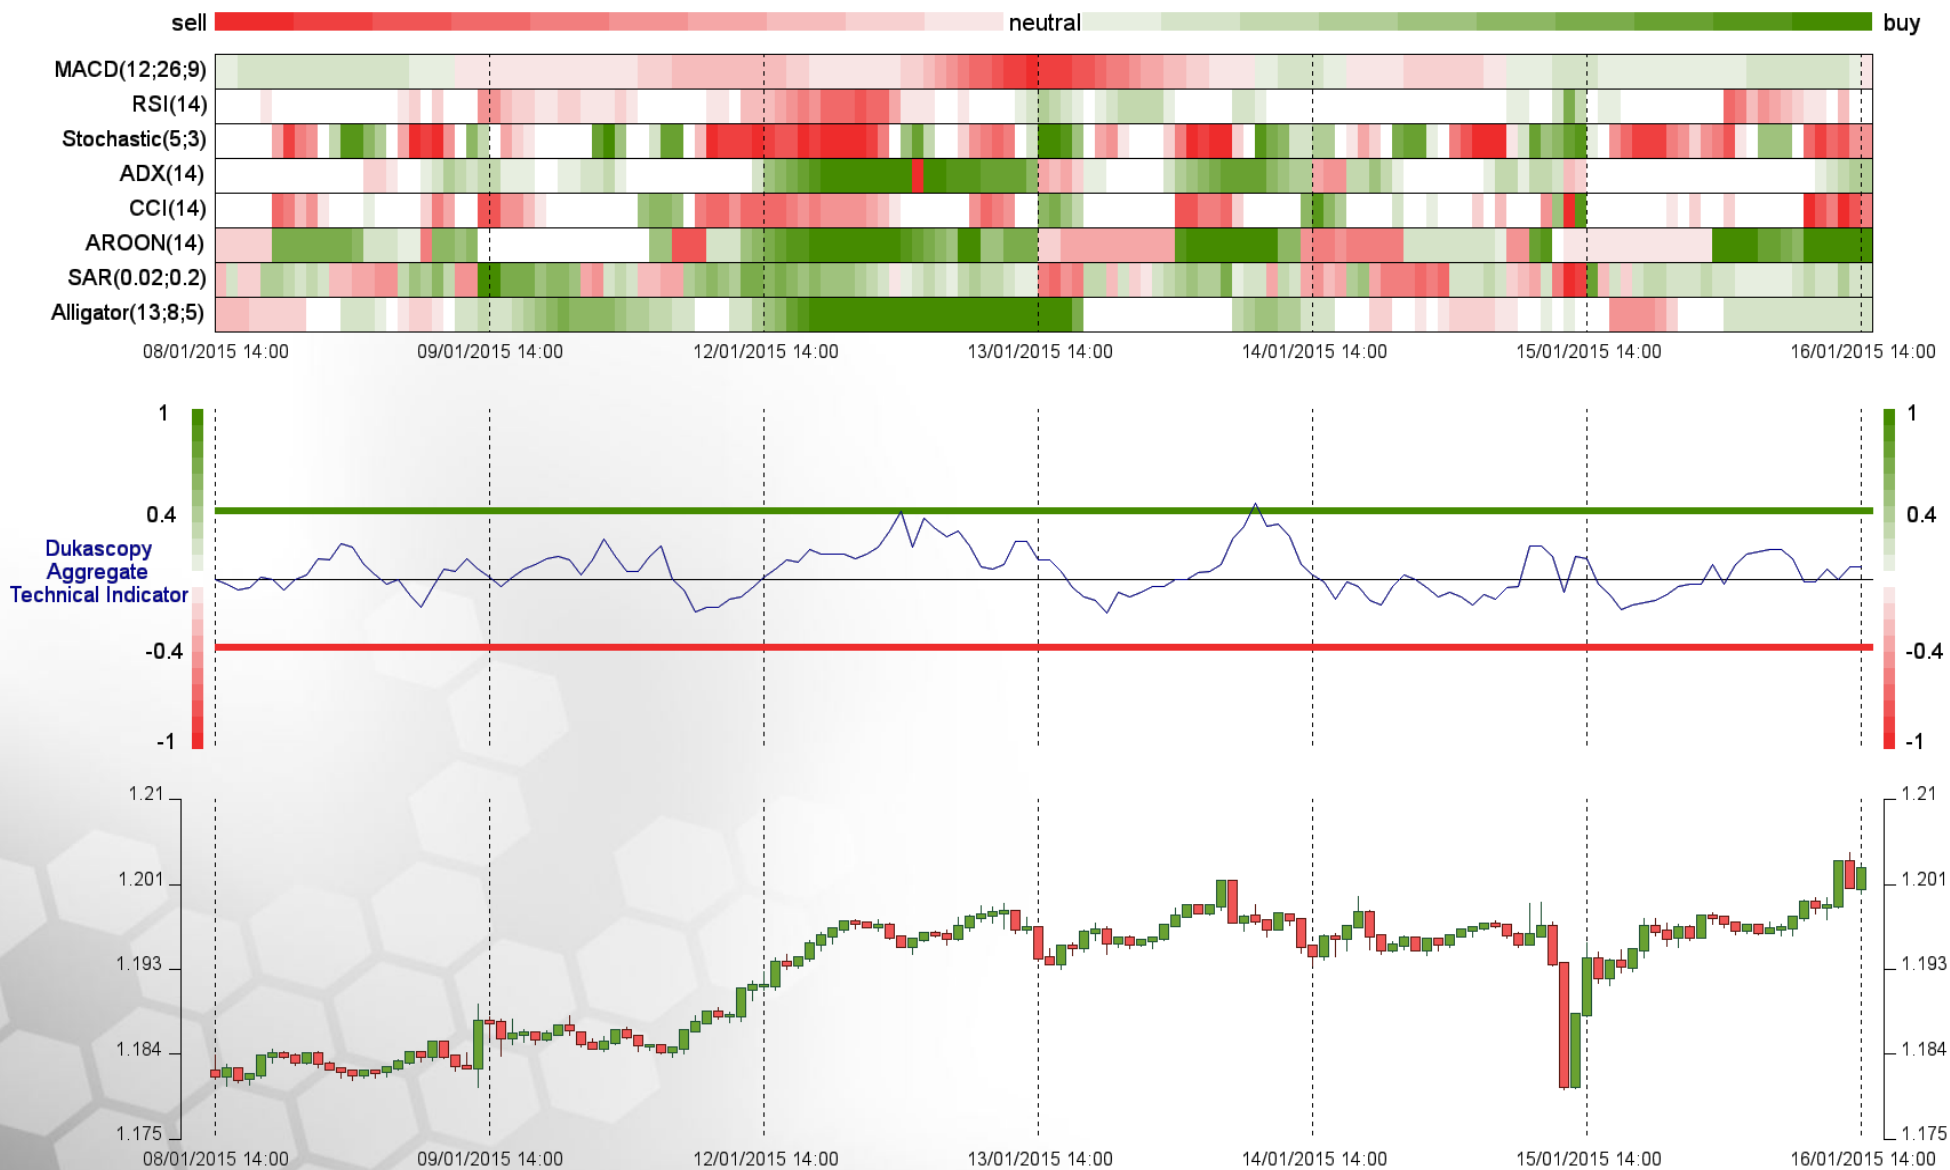 sell neutral buy
MACD(12;26;9)
RSI(14)
Stochastic(5;3)
ADX(14)
CCI(14)
AROON(14)
SAR(0.02;0.2)
Alligator(13;8;5)
08/01/2015 14:00 09/01/2015 14:00 12/01/2015 14:00 13/01/2015 14:00 14/01/2015 14:00 15/01/2015 14:00 16/01/2015 14:00
1 1
0.4 0.4
Dukascopy
Aggregate
Technical Indicator
-0.4 -0.4
-1 -1
1.21 1.21
1.201 1.201
1.193 1.193
1.184 1.184
1.175 1.175
08/01/2015 14:00 09/01/2015 14:00 12/01/2015 14:00 13/01/2015 14:00 14/01/2015 14:00 15/01/2015 14:00 16/01/2015 14:00